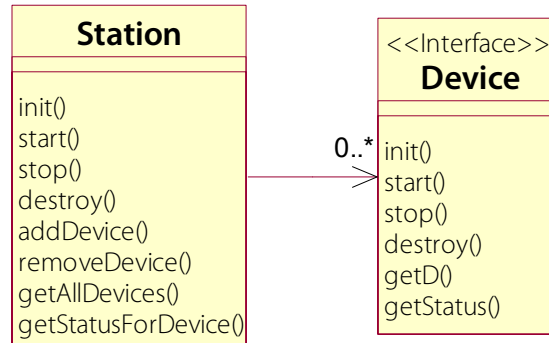 Station
init()
start()
stop()
destroy()
addDevice()
removeDevice()
getAllDevices()
getStatusForDevice()
0..*
<<Interface>>
Device
init()
start()
stop()
destroy()
getD()
getStatus()